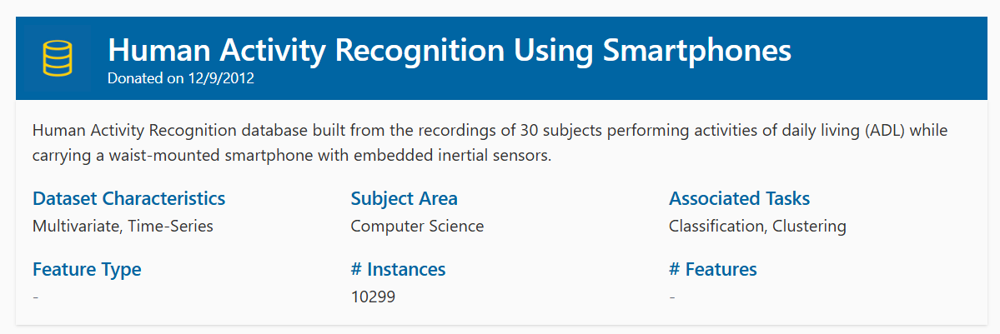 Human Activity Recognition Using Smartphones
Donated on 12/9/2012
Human Activity Recognition database built from the recordings of 30 subjects performing activities of daily living (ADL) while
carrying a waist-mounted smartphone with embedded inertial sensors.
Dataset Characteristics
Multivariate, Time-Series
Subject Area
Computer Science
Associated Tasks
Classification, Clustering
Feature Type
-
# Instances
10299
# Features
-